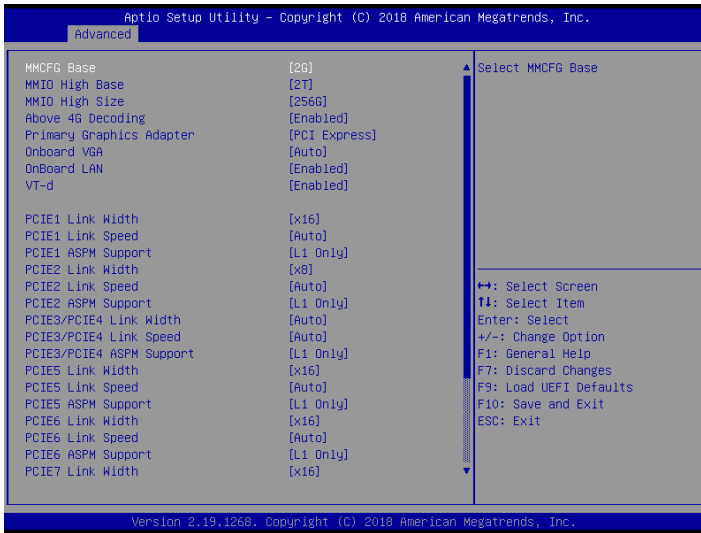 Aptio Setup Utility – Copyright (C) 2018 American Megatrends, Inc.
Advanced
MMCFG Base [2G]
MMIO High Base [2T]
MMIO High Size [256G]
Above 4G Decoding [Enabled]
Primary Graphics Adapter [PCI Express]
Onboard VGA [Auto]
OnBoard LAN [Enabled]
VT-d [Enabled]
PCIE1 Link Width [x16]
PCIE1 Link Speed [Auto]
PCIE1 ASPM Support [L1 Only]
PCIE2 Link Width [x8]
PCIE2 Link Speed [Auto]
PCIE2 ASPM Support [L1 Only]
PCIE3/PCIE4 Link Width [Auto]
PCIE3/PCIE4 Link Speed [Auto]
PCIE3/PCIE4 ASPM Support [L1 Only]
PCIE5 Link Width [x16]
PCIE5 Link Speed [Auto]
PCIE5 ASPM Support [L1 Only]
PCIE6 Link Width [x16]
PCIE6 Link Speed [Auto]
PCIE6 ASPM Support [L1 Only]
PCIE7 Link Width [x16]
Select MMCFG Base
↔: Select Screen
↑↓: Select Item
Enter: Select
+/-: Change Option
F1: General Help
F7: Discard Changes
F9: Load UEFI Defaults
F10: Save and Exit
ESC: Exit
Version 2.19.1268. Copyright (C) 2018 American Megatrends, Inc.